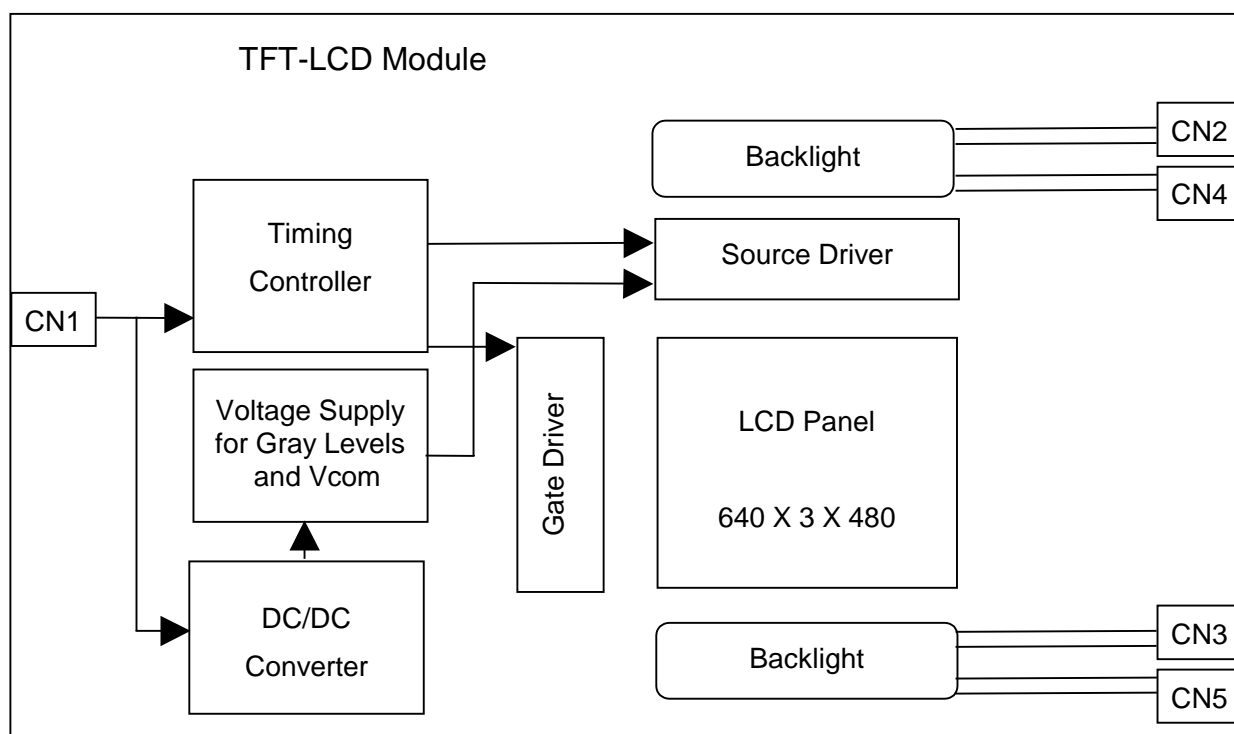 TFT-LCD Module
Backlight
CN2
CN4
Timing
Controller
Source Driver
CN1
Voltage Supply
for Gray Levels
and Vcom
Gate Driver
LCD Panel
640 X 3 X 480
DC/DC
Converter
Backlight
CN3
CN5